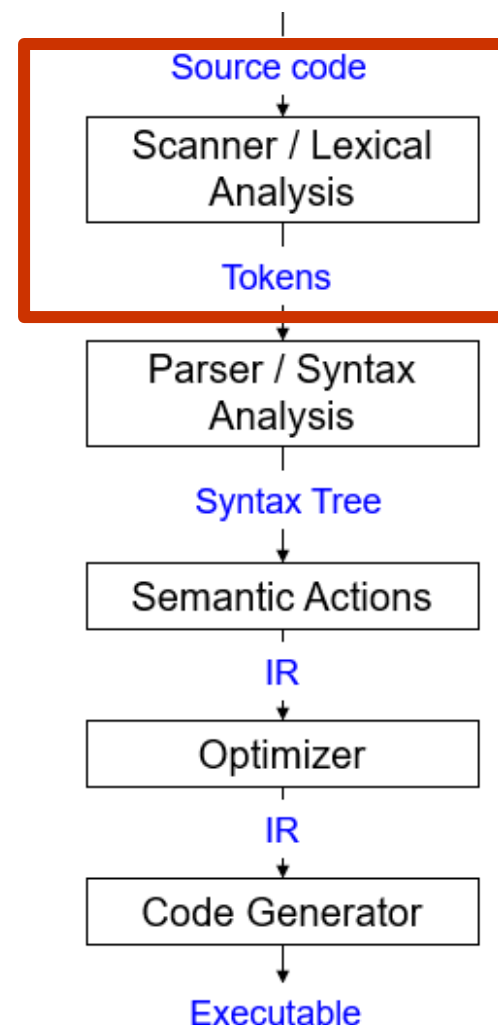 Source code
Scanner / Lexical
Analysis
Tokens
Parser / Syntax
Analysis
Syntax Tree
Semantic Actions
IR
Optimizer
IR
Code Generator
Executable